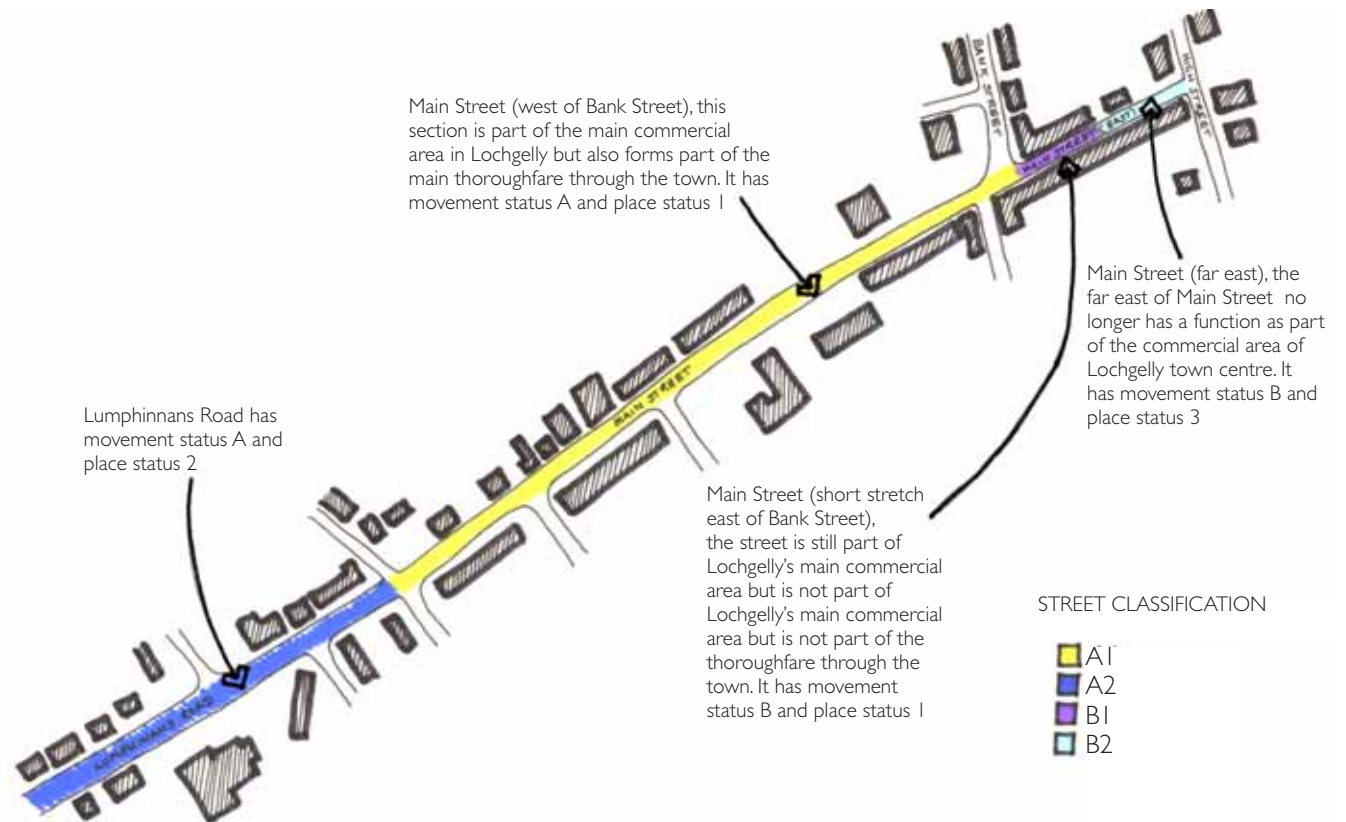 BANK STREET
HIGH STREET
Main Street (west of Bank Street), this
section is part of the main commercial
area in Lochgelly but also forms part of the
main thoroughfare through the town. It has
movement status A and place status 1
MAIN STREET
EAST
Main Street (far east), the
far east of Main Street no
longer has a function as part
of the commercial area of
Lochgelly town centre. It
has movement status B and
place status 3
MAIN STREET
Lumphinnans Road has
movement status A and
place status 2
Main Street (short stretch
east of Bank Street),
the street is still part of
Lochgelly's main commercial
area but is not part of
Lochgelly's main commercial
area but is not part of the
thoroughfare through the
town. It has movement
status B and place status 1
STREET CLASSIFICATION
A1
A2
B1
B2
LUMPHINNANS ROAD